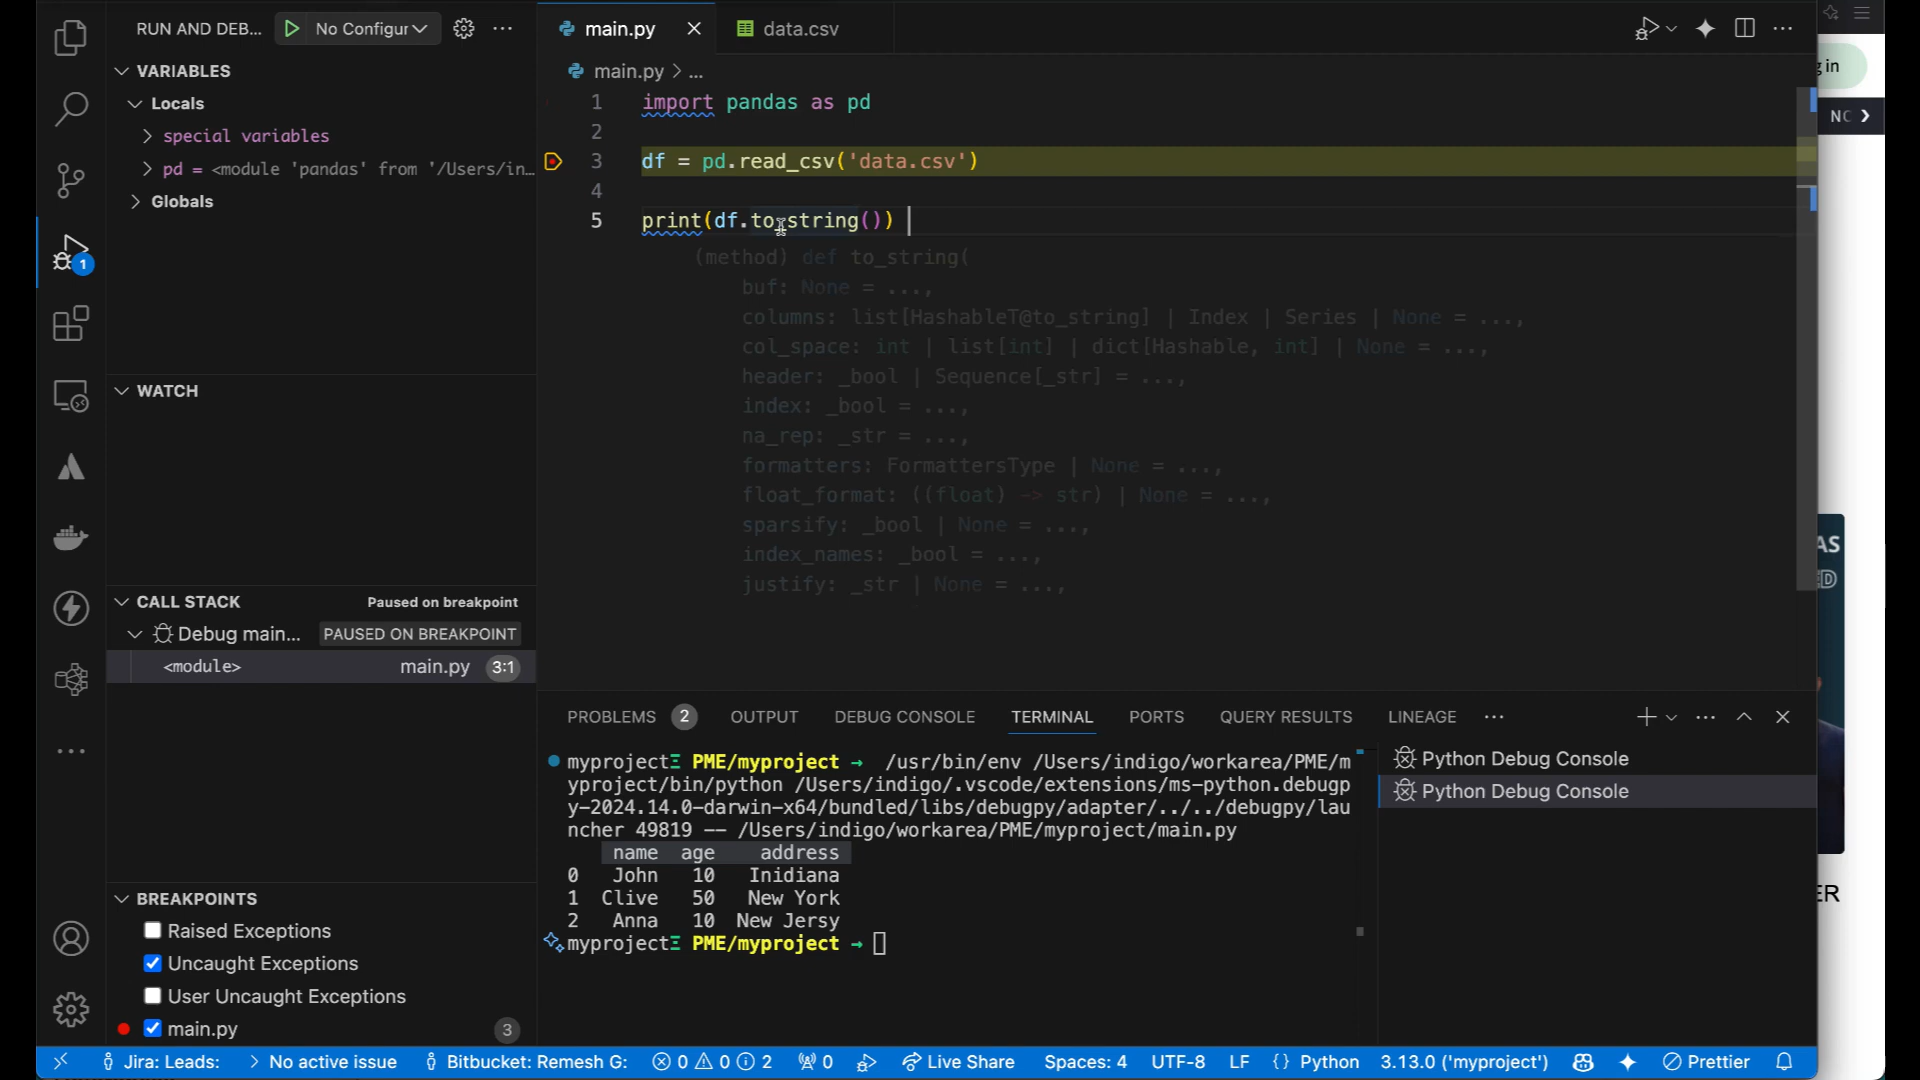 RUN AND DEB... No Configur
main.py
data.csv
VARIABLES
Locals
special variables
pd = <module 'pandas' from '/Users/in...
Globals
WATCH
CALL STACK Paused on breakpoint
Debug main... PAUSED ON BREAKPOINT
<module> main.py 3:1
BREAKPOINTS
Raised Exceptions
Uncaught Exceptions
User Uncaught Exceptions
main.py 3
1
main.py > ...
1 import pandas as pd
2
3 df = pd.read_csv('data.csv')
4
5 print(df.to_string())
(method) def to_string(
buf: None = ...,
columns: list[HashableT@to_string] | Index | Series | None = ...,
col_space: int | list[int] | dict[Hashable, int] | None = ...,
header: _bool | Sequence[_str] = ...,
index: _bool = ...,
na_rep: _str = ...,
formatters: FormattersType | None = ...,
float_format: ((float) -> str) | None = ...,
sparsify: _bool | None = ...,
index_names: _bool = ...,
justify: _str | None = ...,
PROBLEMS 2 OUTPUT DEBUG CONSOLE TERMINAL PORTS QUERY RESULTS LINEAGE
myprojectΞ PME/myproject → /usr/bin/env /Users/indigo/workarea/PME/m
yproject/bin/python /Users/indigo/.vscode/extensions/ms-python.debugp
y-2024.14.0-darwin-x64/bundled/libs/debugpy/adapter/../../debugpy/lau
ncher 49819 -- /Users/indigo/workarea/PME/myproject/main.py
name age address
0 John 10 Inidiana
1 Clive 50 New York
2 Anna 10 New Jersy
myprojectΞ PME/myproject →
Python Debug Console
Python Debug Console
Jira: Leads: > No active issue Bitbucket: Remesh G: 0 0 2 0 Live Share Spaces: 4 UTF-8 LF {} Python 3.13.0 ('myproject') Prettier
g in
NC
AS
ED
ER